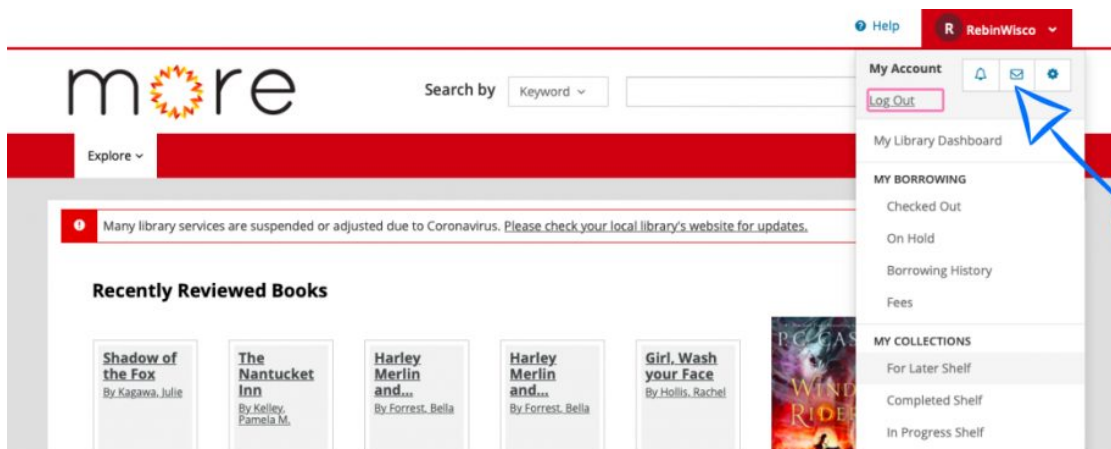 Help
R RebinWisco
more
Search by Keyword
My Account
Log Out
My Library Dashboard
Explore
MY BORROWING
Checked Out
On Hold
Borrowing History
Fees
MY COLLECTIONS
For Later Shelf
Completed Shelf
In Progress Shelf
Many library services are suspended or adjusted due to Coronavirus. Please check your local library's website for updates.
Recently Reviewed Books
Shadow of
the Fox
By Kagawa, Julie
The
Nantucket
Inn
By Kelley,
Pamela M.
Harley
Merlin
and...
By Forrest, Bella
Harley
Merlin
and...
By Forrest, Bella
Girl, Wash
your Face
By Hollis, Rachel